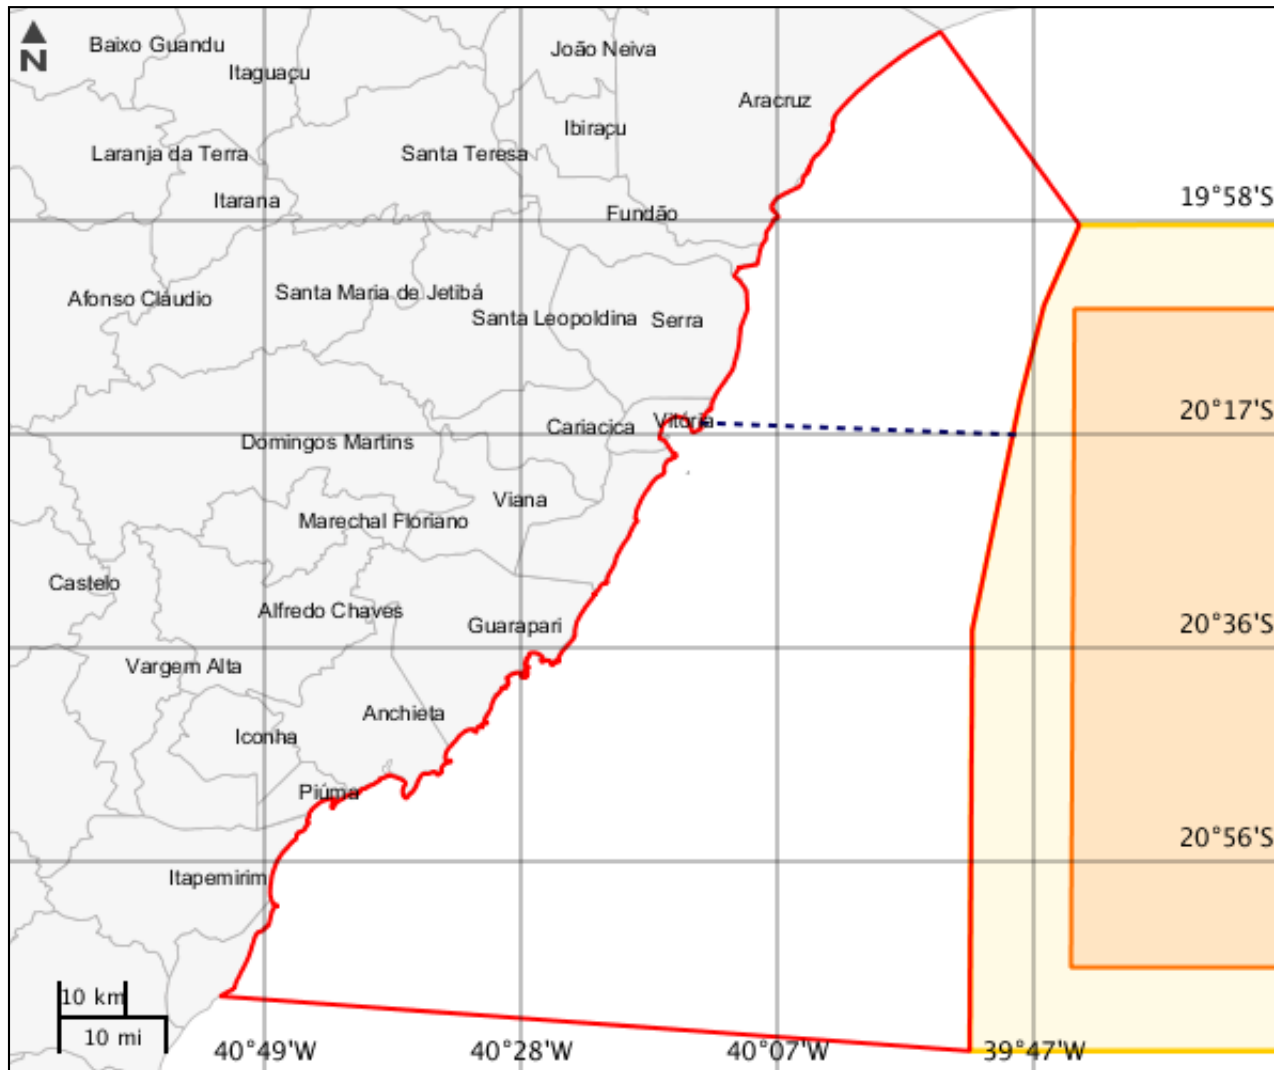 N
Baixo Guandu
Itaguaçu
João Neiva
Aracruz
Ibiraçu
Laranja da Terra
Santa Teresa
Itarana
Fundão
19°58'S
Afonso Cláudio
Santa Maria de Jetibá
Santa Leopoldina
Serra
20°17'S
Vitória
Cariacica
Domingos Martins
Viana
Marechal Floriano
Castelo
Alfredo Chaves
Guarapari
20°36'S
Vargem Alta
Anchieta
Iconha
Piúma
20°56'S
Itapemirim
10 km
10 mi
40°49'W
40°28'W
40°07'W
39°47'W